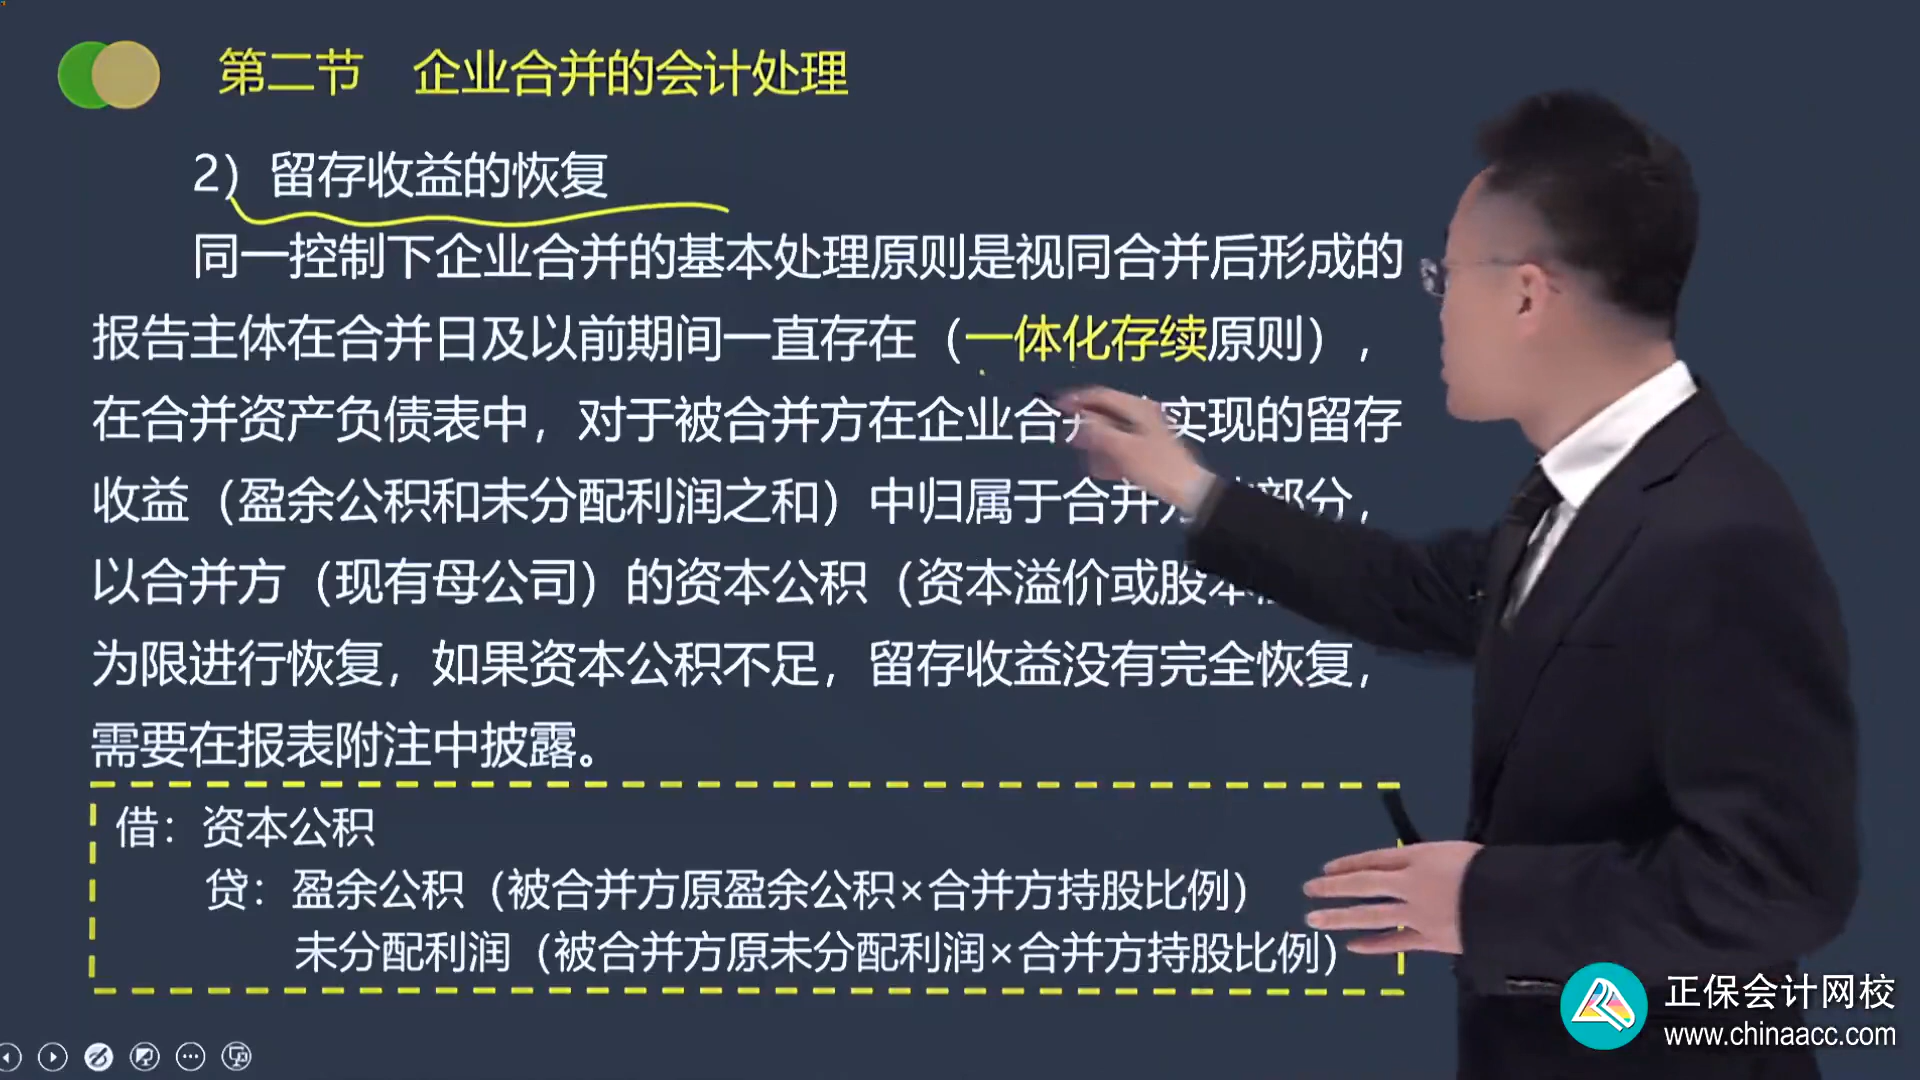 第二节 企业合并的会计处理
2）留存收益的恢复
同一控制下企业合并的基本处理原则是视同合并后形成的
报告主体在合并日及以前期间一直存在（一体化存续原则），
在合并资产负债表中，对于被合并方在企业合并 实现的留存
收益（盈余公积和未分配利润之和）中归属于合并方 部分，
以合并方（现有母公司）的资本公积（资本溢价或股本
为限进行恢复，如果资本公积不足，留存收益没有完全恢复，
需要在报表附注中披露。
借：资本公积
贷：盈余公积（被合并方原盈余公积×合并方持股比例）
未分配利润（被合并方原未分配利润×合并方持股比例）
正保会计网校
www.chinaacc.com